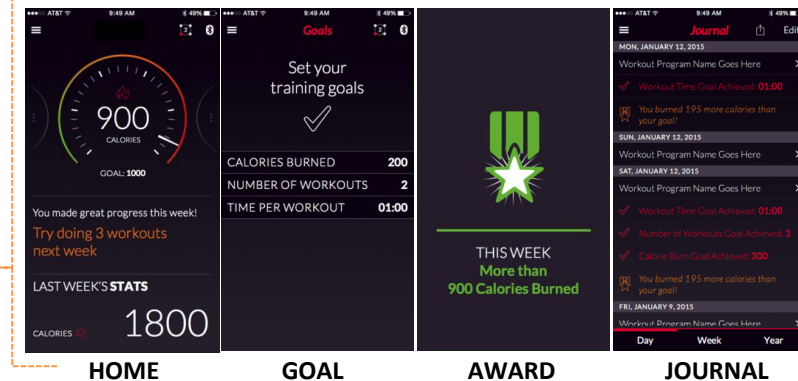 AT&T 9:49 AM 49%
2
900
CALORIES
GOAL: 1000
You made great progress this week!
Try doing 3 workouts
next week
LAST WEEK'S STATS
CALORIES 1800
HOME
AT&T 9:49 AM 49%
Goals 2
Set your
training goals
CALORIES BURNED 200
NUMBER OF WORKOUTS 2
TIME PER WORKOUT 01:00
GOAL
THIS WEEK
More than
900 Calories Burned
AWARD
AT&T 9:49 AM 49%
Journal Edit
MON, JANUARY 12, 2015
Workout Program Name Goes Here
Workout Time Goal Achieved: 01:00
You burned 195 more calories than
your goal!
SUN, JANUARY 12, 2015
Workout Program Name Goes Here
SAT, JANUARY 12, 2015
Workout Program Name Goes Here
Workout Time Goal Achieved: 01:00
Number of Workouts Goal Achieved: 3
Calorie Burn Goal Achieved: 300
You burned 195 more calories than
your goal!
FRI, JANUARY 9, 2015
Workout Program Name Goes Here
Day Week Year
JOURNAL